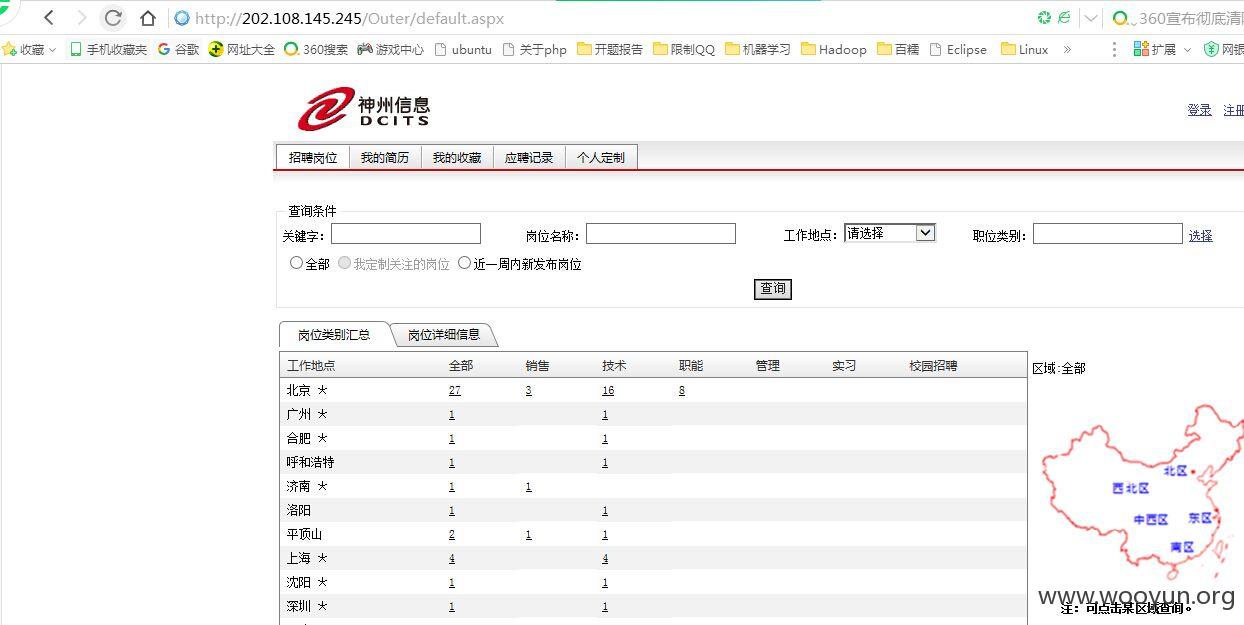 http://202.108.145.245/Outer/default.aspx 360宣布彻底清
收藏 手机收藏夹 谷歌 网址大全 360搜索 游戏中心 ubuntu 关于php 开题报告 限制QQ 机器学习 Hadoop 百糯 Eclipse Linux » 扩展 网银
神州信息
DCITS
登录 注册
招聘岗位 我的简历 我的收藏 应聘记录 个人定制
查询条件
关键字: 岗位名称: 工作地点: 请选择 职位类别: 选择
全部 我定制关注的岗位 近一周内新发布岗位
查询
岗位类别汇总 岗位详细信息
工作地点 全部 销售 技术 职能 管理 实习 校园招聘
区域:全部
北京 * 27 3 16 8
广州 * 1 1
合肥 * 1 1
呼和浩特 1 1
济南 * 1 1
洛阳 1 1
平顶山 2 1 1
上海 * 4 4
沈阳 * 1 1
深圳 * 1 1
北区
西北区
中西区 东区
南区
www.wooyun.org
注:可点击某区域查询。